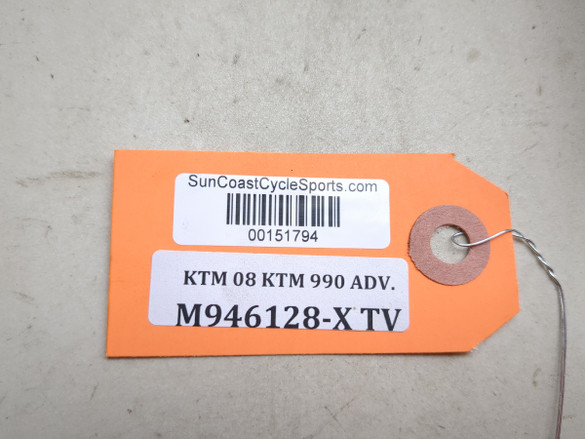 SunCoastCycleSports.com
00151794
KTM 08 KTM 990 ADV.
M946128-X TV